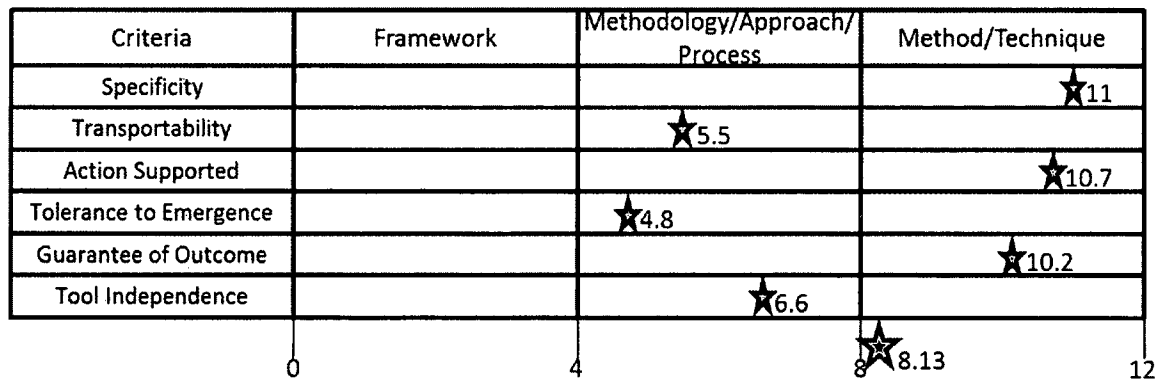 Criteria Framework Methodology/Approach/ Method/Technique
Process
Specificity 11
Transportability 5.5
Action Supported 10.7
Tolerance to Emergence 4.8
Guarantee of Outcome 10.2
Tool Independence 6.6
8.13
0 4 8 12